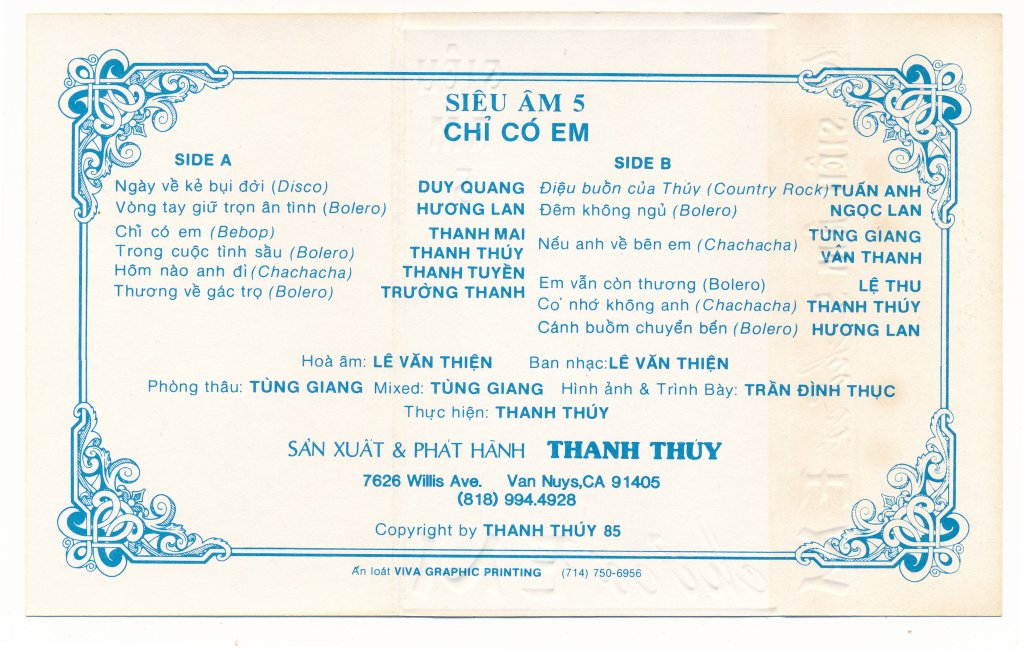 SIÊU ÂM 5
CHỈ CÓ EM
SIDE A
Ngày về kẻ bụi đời (Disco) DUY QUANG
Vòng tay giữ trọn ân tình (Bolero) HƯƠNG LAN
Chỉ có em (Bebop) THANH MAI
Trong cuộc tình sầu (Bolero) THANH THÚY
Hôm nào anh đi (Chachacha) THANH TUYỀN
Thương về gác trọ (Bolero) TRƯỜNG THANH
SIDE B
Điệu buồn của Thủy (Country Rock) TUẤN ANH
Đêm không ngủ (Bolero) NGỌC LAN
Nếu anh về bên em (Chachacha) TÙNG GIANG
VÂN THANH
Em vẫn còn thương (Bolero) LỆ THU
Có nhớ không anh (Chachacha) THANH THÚY
Cánh buồm chuyển bến (Bolero) HƯƠNG LAN
Hoà âm: LÊ VĂN THIỆN Ban nhạc: LÊ VĂN THIỆN
Phòng thâu: TÙNG GIANG Mixed: TÙNG GIANG Hình ảnh & Trình Bày: TRẦN ĐÌNH THỤC
Thực hiện: THANH THÚY
SẢN XUẤT & PHÁT HÀNH THANH THÚY
7626 Willis Ave. Van Nuys,CA 91405
(818) 994.4928
Copyright by THANH THÚY 85
Ấn loát VIVA GRAPHIC PRINTING (714) 750-6956